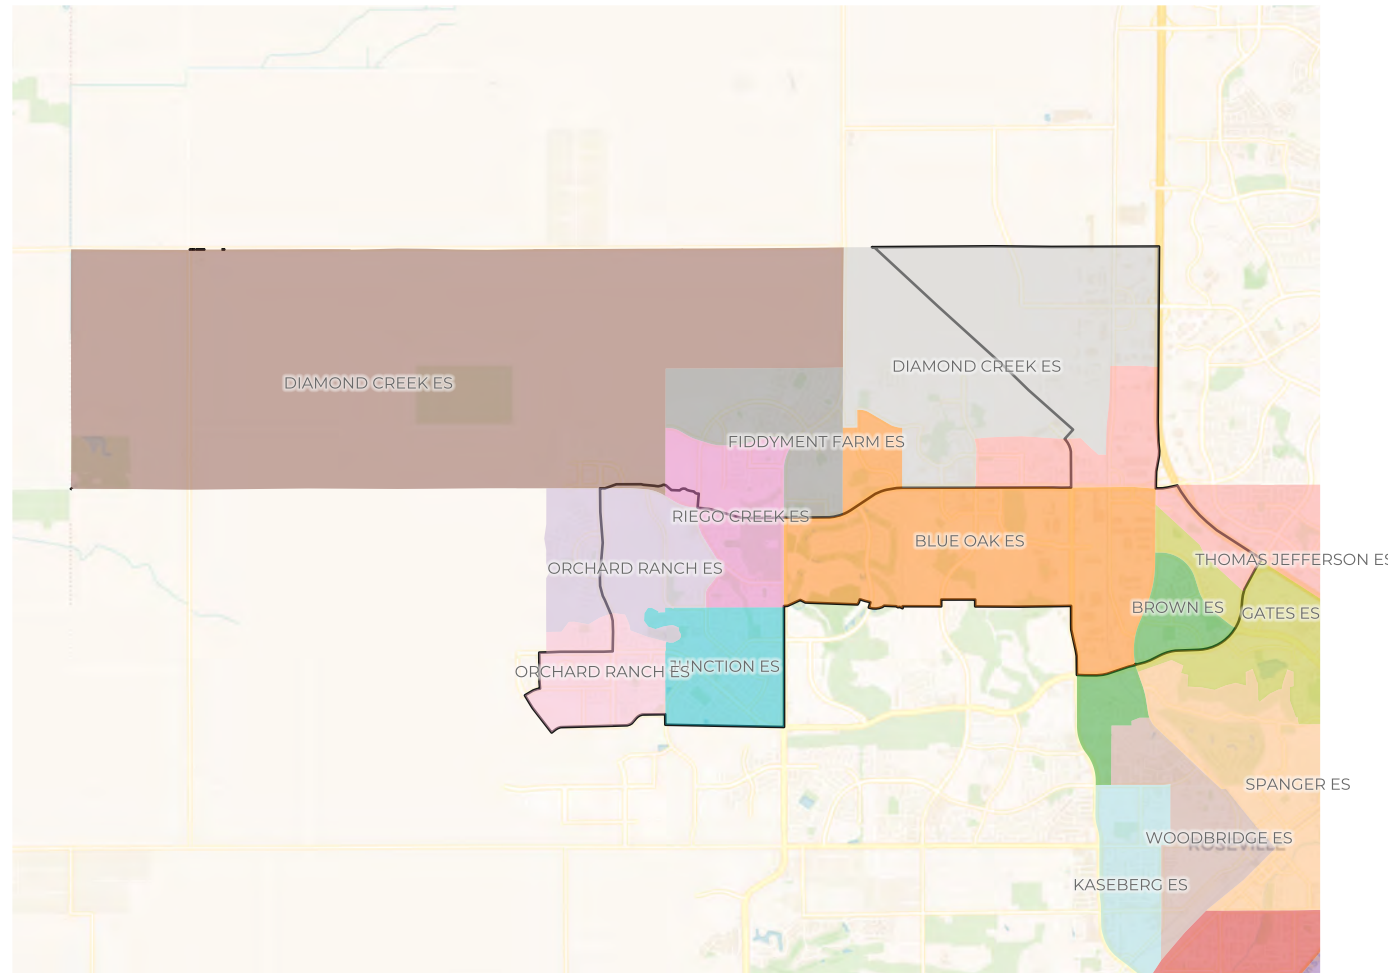 DIAMOND CREEK ES
DIAMOND CREEK ES
FIDDYMENT FARM ES
RIEGO CREEK ES
BLUE OAK ES
THOMAS JEFFERSON ES
ORCHARD RANCH ES
BROWN ES
GATES ES
JUNCTION ES
ORCHARD RANCH ES
SPANGER ES
WOODBRIDGE ES
ROSEVILLE
KASEBERG ES